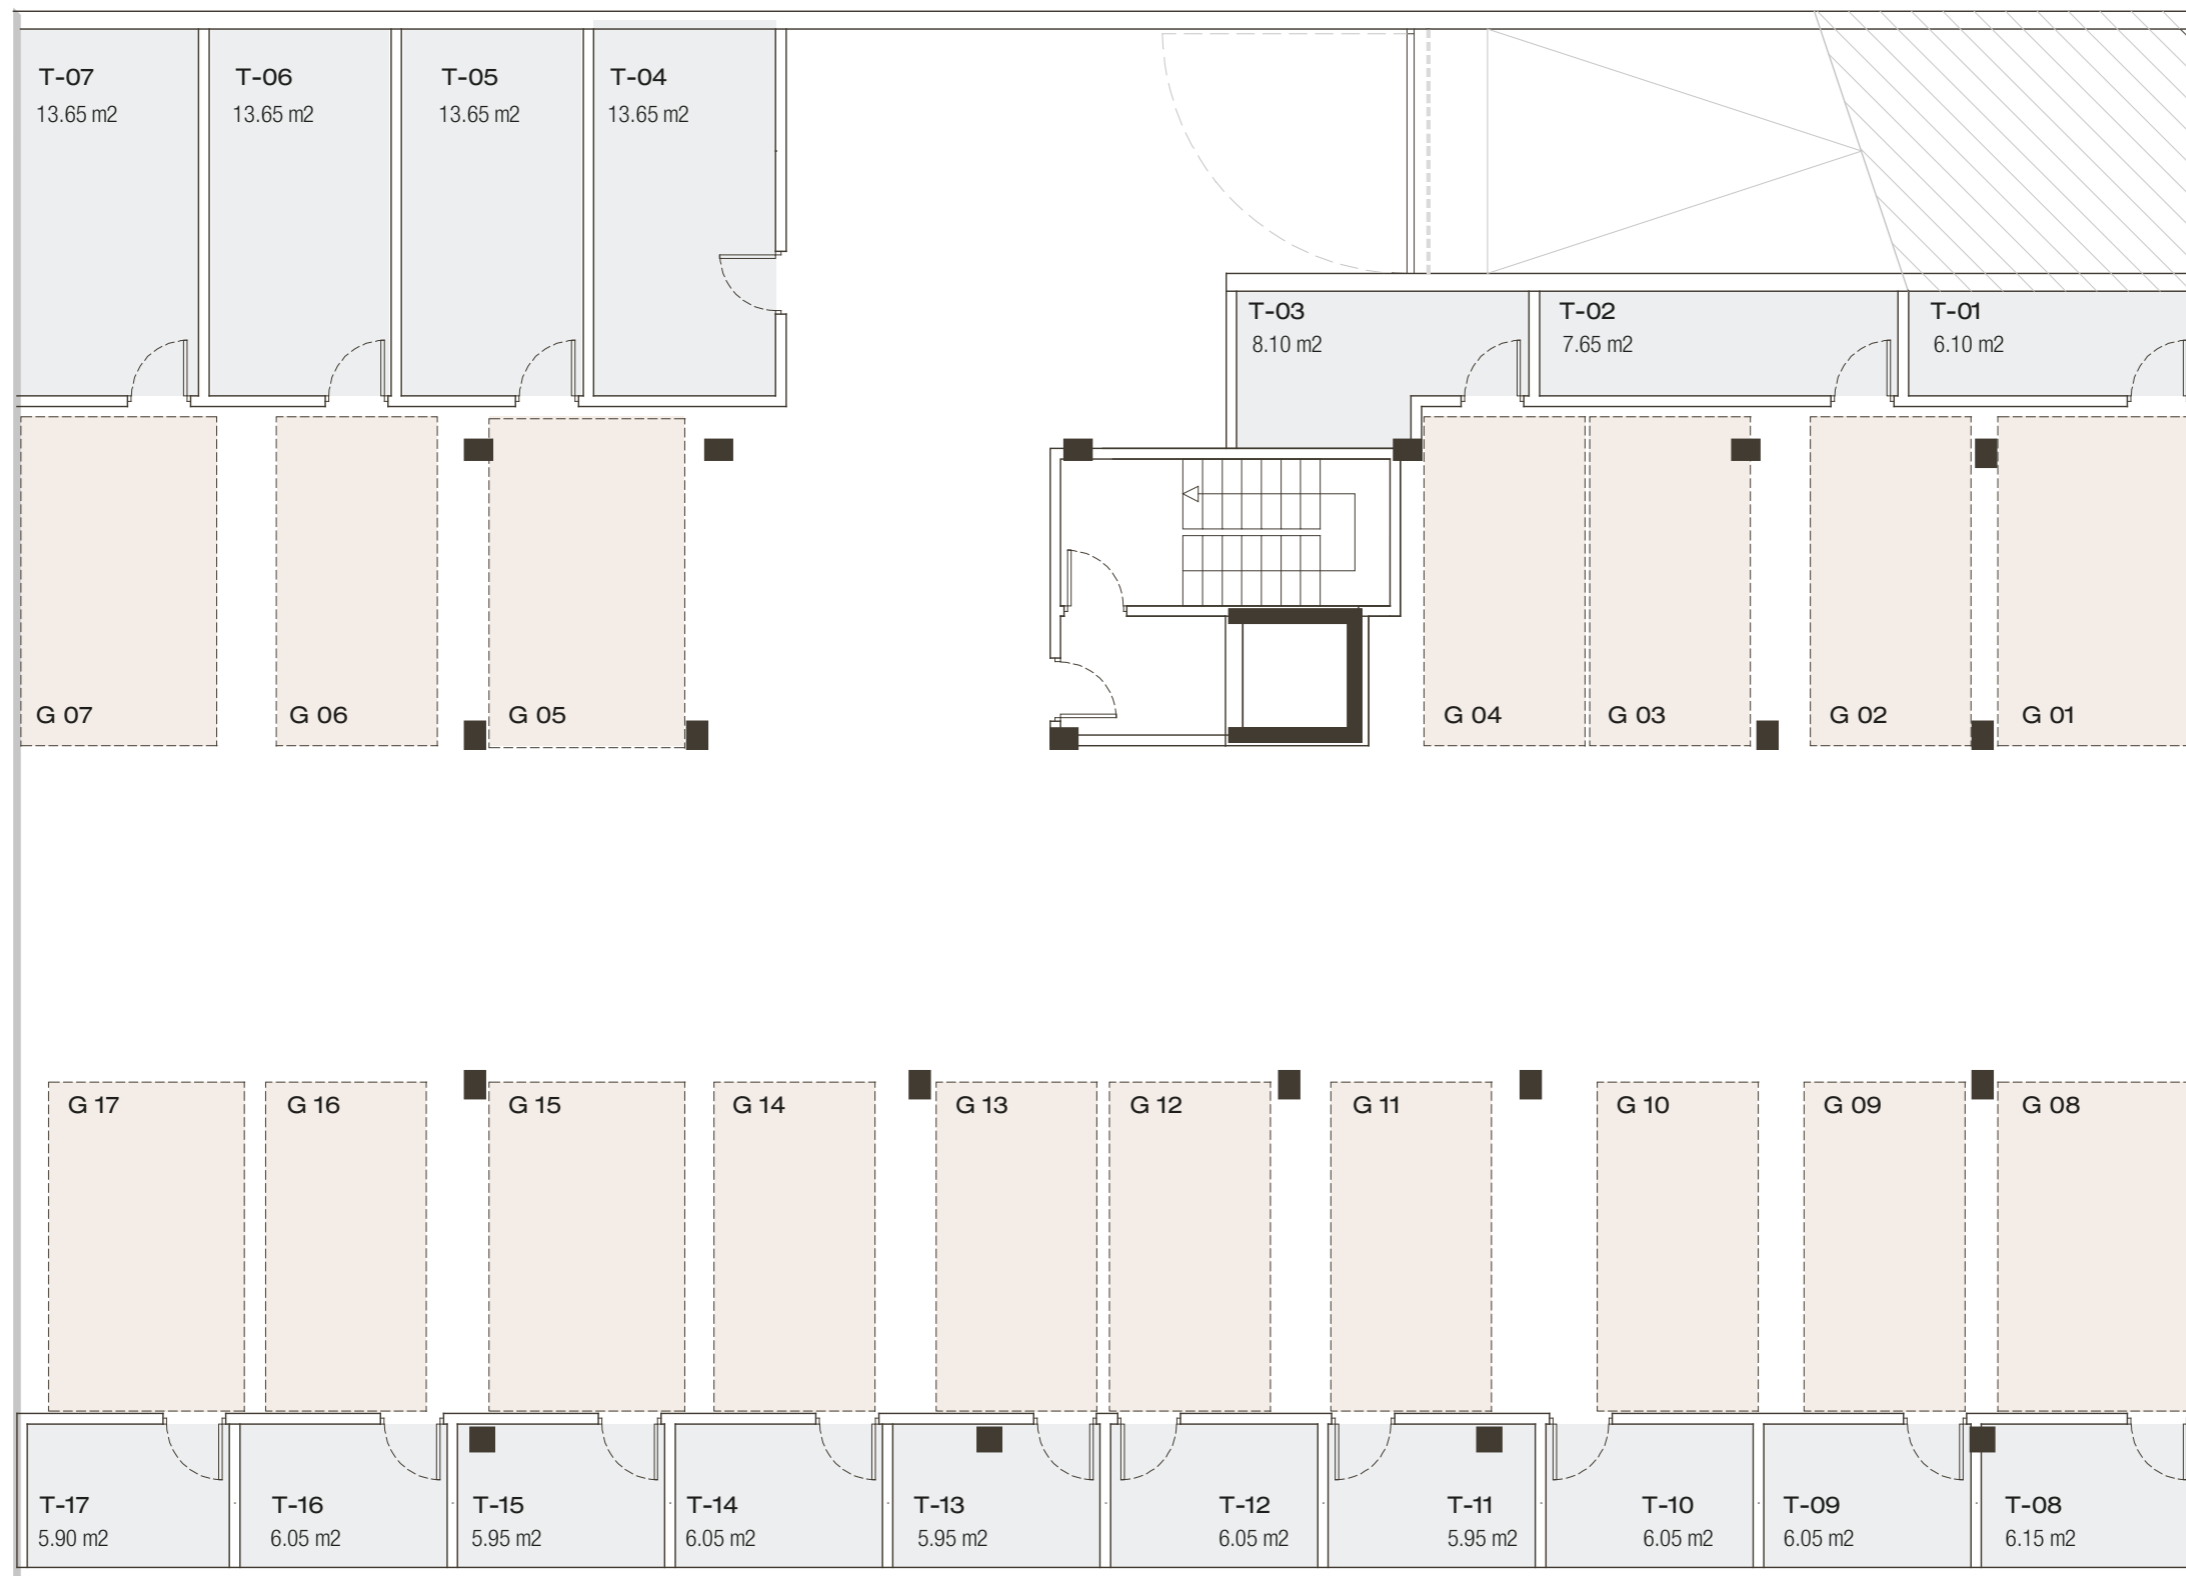 T-07
13.65 m2
T-06
13.65 m2
T-05
13.65 m2
T-04
13.65 m2
T-03
8.10 m2
T-02
7.65 m2
T-01
6.10 m2
G 07
G 06
G 05
G 04
G 03
G 02
G 01
G 17
G 16
G 15
G 14
G 13
G 12
G 11
G 10
G 09
G 08
T-17
5.90 m2
T-16
6.05 m2
T-15
5.95 m2
T-14
6.05 m2
T-13
5.95 m2
T-12
6.05 m2
T-11
5.95 m2
T-10
6.05 m2
T-09
6.05 m2
T-08
6.15 m2